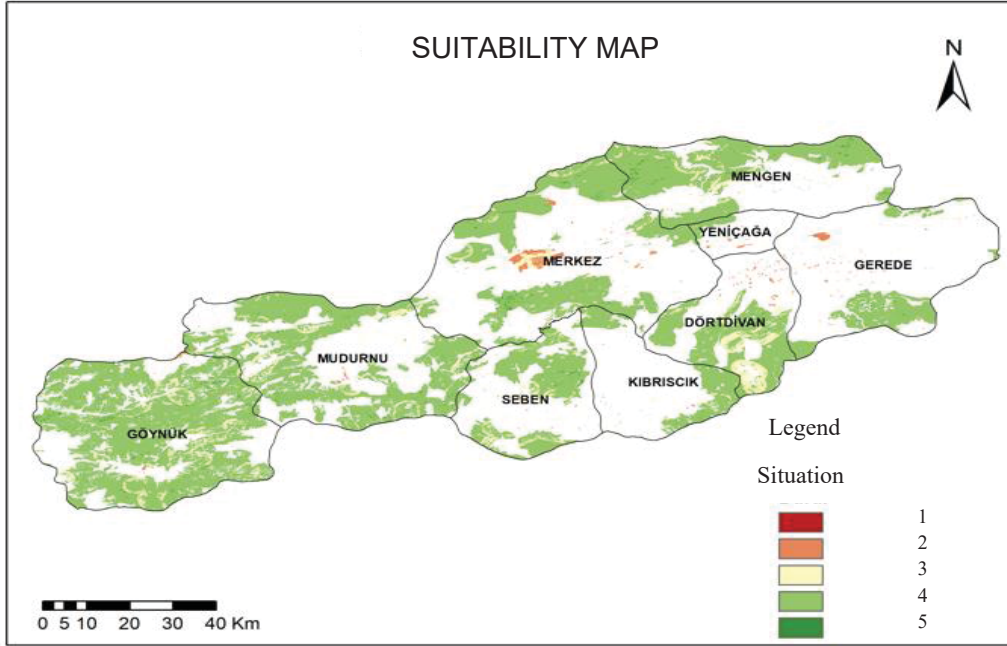 SUITABILITY MAP
N
MENGEN
YENİÇAĞA
MERKEZ
GEREDE
DÖRTDİVAN
MUDURNU
KIBRISCIK
SEBEN
GÖYNÜK
Legend
Situation
1
2
3
4
5
0 5 10 20 30 40 Km